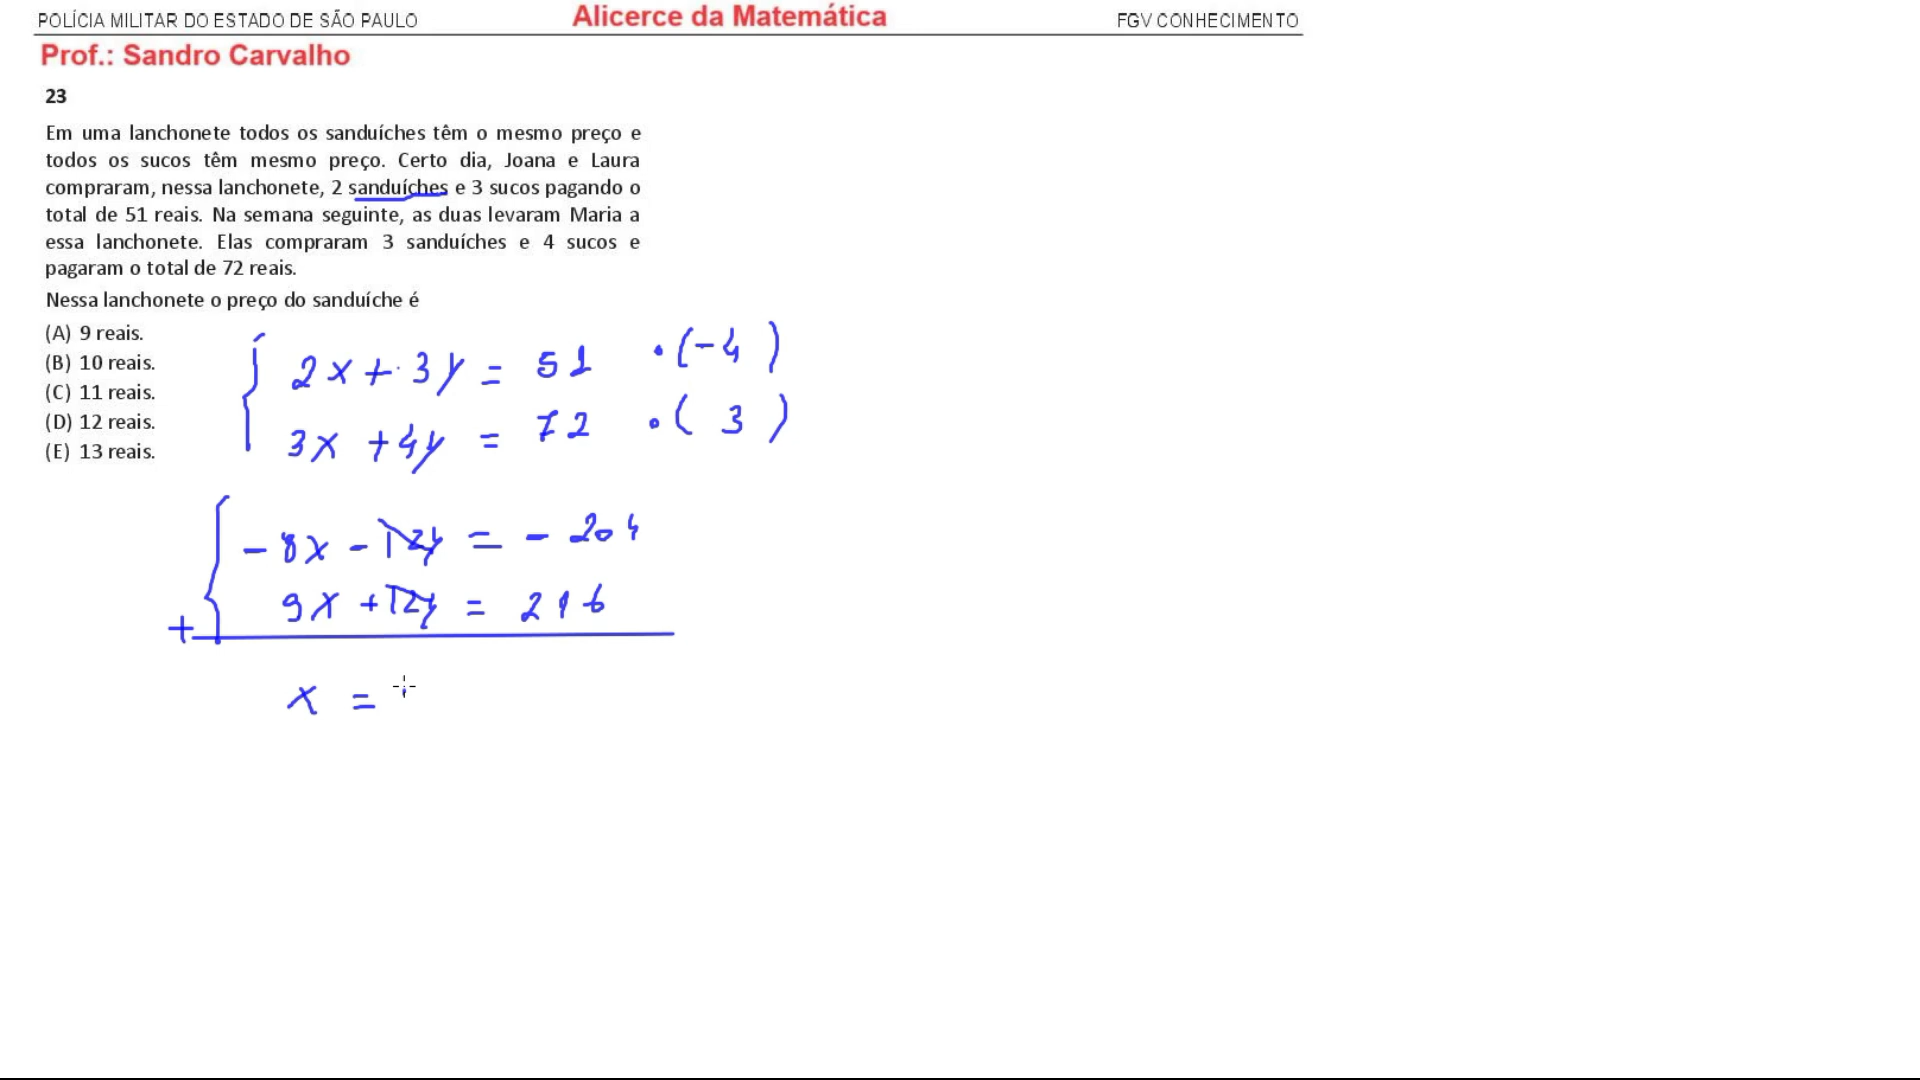 POLÍCIA MILITAR DO ESTADO DE SÃO PAULO Alicerce da Matemática FGV CONHECIMENTO
Prof.: Sandro Carvalho
23
Em uma lanchonete todos os sanduíches têm o mesmo preço e
todos os sucos têm mesmo preço. Certo dia, Joana e Laura
compraram, nessa lanchonete, 2 sanduíches e 3 sucos pagando o
total de 51 reais. Na semana seguinte, as duas levaram Maria a
essa lanchonete. Elas compraram 3 sanduíches e 4 sucos e
pagaram o total de 72 reais.
Nessa lanchonete o preço do sanduíche é
(A) 9 reais.
(B) 10 reais.
(C) 11 reais.
(D) 12 reais.
(E) 13 reais.
2x + 3y = 51 · (-4)
3x + 4y = 72 · ( 3 )
- 8x - 12y = - 204
9x + 12y = 216
+
x =